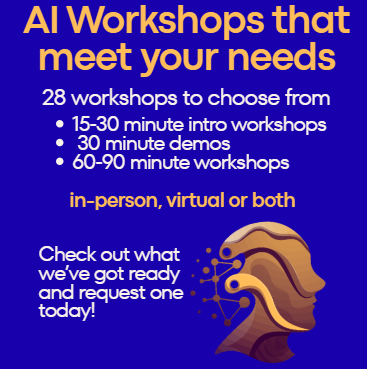 AI Workshops that
meet your needs
28 workshops to choose from
• 15-30 minute intro workshops
• 30 minute demos
• 60-90 minute workshops
in-person, virtual or both
Check out what
we've got ready
and request one
today!